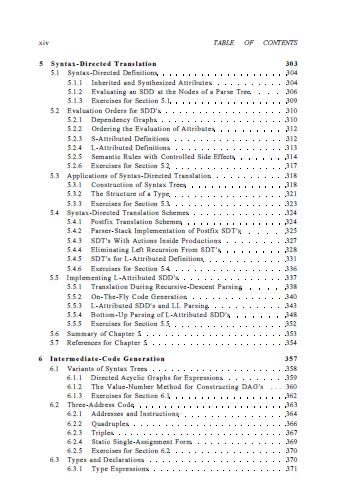 xiv TABLE OF CONTENTS
5 Syntax-Directed Translation 303
5.1 Syntax-Directed Definitions . . . . . . . . . . . . . . . . . . 304
5.1.1 Inherited and Synthesized Attributes . . . . . . . . . . 304
5.1.2 Evaluating an SDD at the Nodes of a Parse Tree . . . . 306
5.1.3 Exercises for Section 5.1 . . . . . . . . . . . . . . . . 309
5.2 Evaluation Orders for SDD's . . . . . . . . . . . . . . . . . 310
5.2.1 Dependency Graphs . . . . . . . . . . . . . . . . . . . 310
5.2.2 Ordering the Evaluation of Attributes . . . . . . . . . 312
5.2.3 S-Attributed Definitions . . . . . . . . . . . . . . . . 312
5.2.4 L-Attributed Definitions . . . . . . . . . . . . . . . . 313
5.2.5 Semantic Rules with Controlled Side Effects . . . . . . 314
5.2.6 Exercises for Section 5.2 . . . . . . . . . . . . . . . . 317
5.3 Applications of Syntax-Directed Translation . . . . . . . . . 318
5.3.1 Construction of Syntax Trees . . . . . . . . . . . . . . 318
5.3.2 The Structure of a Type . . . . . . . . . . . . . . . . . 321
5.3.3 Exercises for Section 5.3 . . . . . . . . . . . . . . . . 323
5.4 Syntax-Directed Translation Schemes . . . . . . . . . . . . . 324
5.4.1 Postfix Translation Schemes . . . . . . . . . . . . . . 324
5.4.2 Parser-Stack Implementation of Postfix SDT's . . . . . . 325
5.4.3 SDT's With Actions Inside Productions . . . . . . . . . 327
5.4.4 Eliminating Left Recursion From SDT's . . . . . . . . . 328
5.4.5 SDT's for L-Attributed Definitions . . . . . . . . . . . 331
5.4.6 Exercises for Section 5.4 . . . . . . . . . . . . . . . . 336
5.5 Implementing L-Attributed SDD's . . . . . . . . . . . . . . . 337
5.5.1 Translation During Recursive-Descent Parsing . . . . . . 338
5.5.2 On-The-Fly Code Generation . . . . . . . . . . . . . . . 340
5.5.3 L-Attributed SDD's and LL Parsing . . . . . . . . . . . 343
5.5.4 Bottom-Up Parsing of L-Attributed SDD's . . . . . . . . 348
5.5.5 Exercises for Section 5.5 . . . . . . . . . . . . . . . . 352
5.6 Summary of Chapter 5 . . . . . . . . . . . . . . . . . . . . 353
5.7 References for Chapter 5 . . . . . . . . . . . . . . . . . . 354
6 Intermediate-Code Generation 357
6.1 Variants of Syntax Trees . . . . . . . . . . . . . . . . . . 358
6.1.1 Directed Acyclic Graphs for Expressions . . . . . . . . 359
6.1.2 The Value-Number Method for Constructing DAG's . . . 360
6.1.3 Exercises for Section 6.1 . . . . . . . . . . . . . . . . 362
6.2 Three-Address Code . . . . . . . . . . . . . . . . . . . . . 363
6.2.1 Addresses and Instructions . . . . . . . . . . . . . . . 364
6.2.2 Quadruples . . . . . . . . . . . . . . . . . . . . . . . 366
6.2.3 Triples . . . . . . . . . . . . . . . . . . . . . . . . . 367
6.2.4 Static Single-Assignment Form . . . . . . . . . . . . . 369
6.2.5 Exercises for Section 6.2 . . . . . . . . . . . . . . . . 370
6.3 Types and Declarations . . . . . . . . . . . . . . . . . . . 370
6.3.1 Type Expressions . . . . . . . . . . . . . . . . . . . . 371